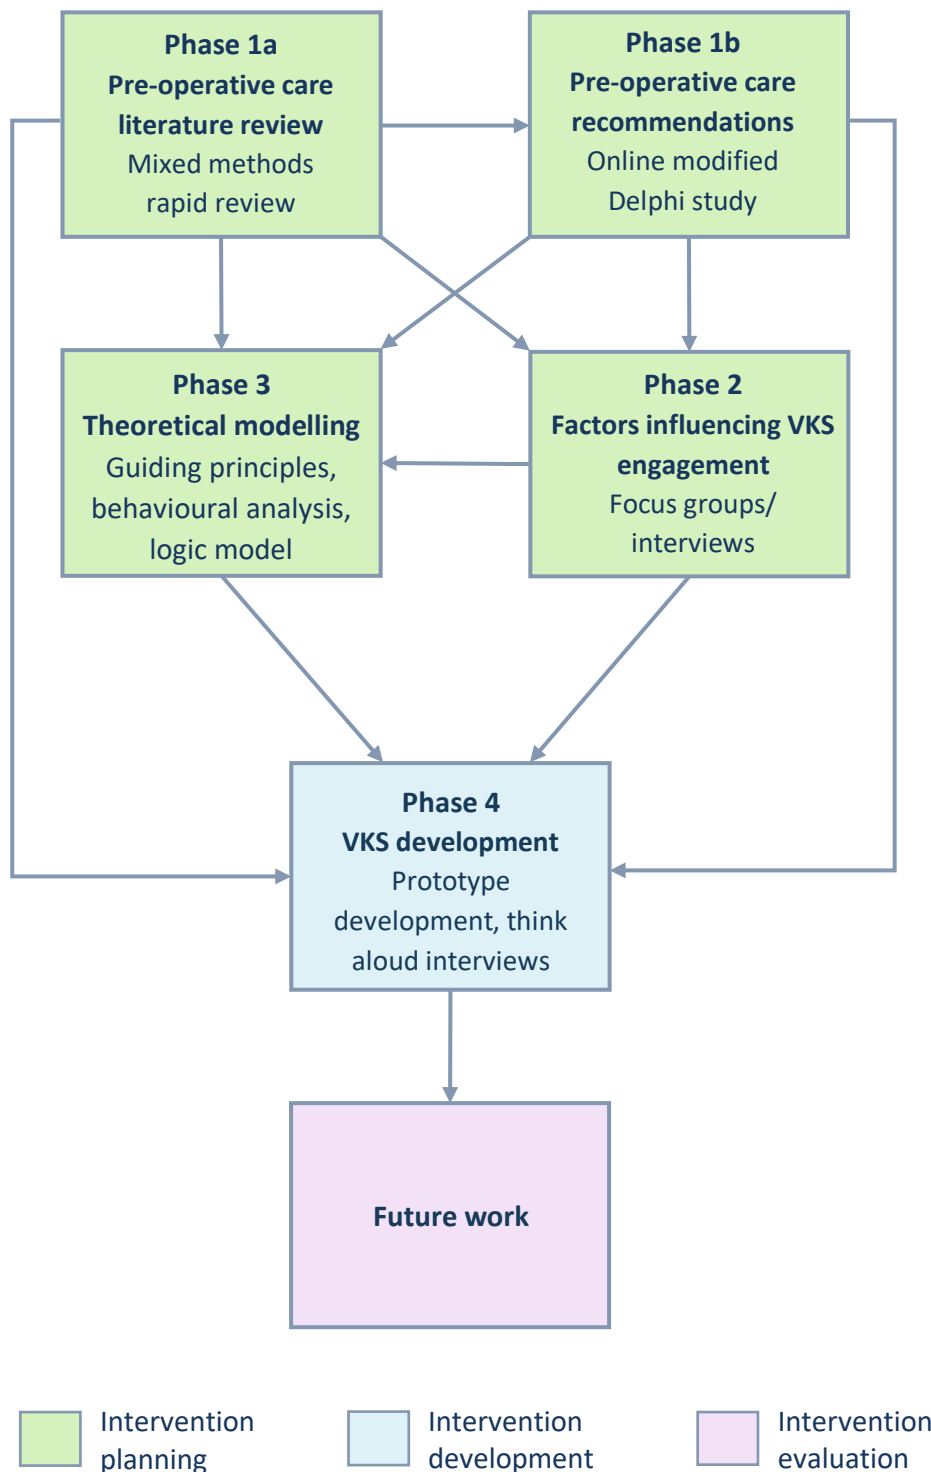 Phase 1a
Pre-operative care
literature review
Mixed methods
rapid review
Phase 1b
Pre-operative care
recommendations
Online modified
Delphi study
Phase 3
Theoretical modelling
Guiding principles,
behavioural analysis,
logic model
Phase 2
Factors influencing VKS
engagement
Focus groups/
interviews
Phase 4
VKS development
Prototype
development, think
aloud interviews
Future work
Intervention
planning
Intervention
development
Intervention
evaluation